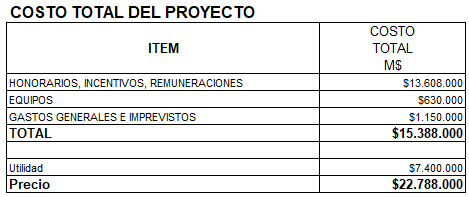 COSTO TOTAL DEL PROYECTO
ITEM
COSTO
TOTAL
M$
HONORARIOS, INCENTIVOS, REMUNERACIONES $13.608.000
EQUIPOS $630.000
GASTOS GENERALES E IMPREVISTOS $1.150.000
TOTAL $15.388.000
Utilidad $7.400.000
Precio $22.788.000